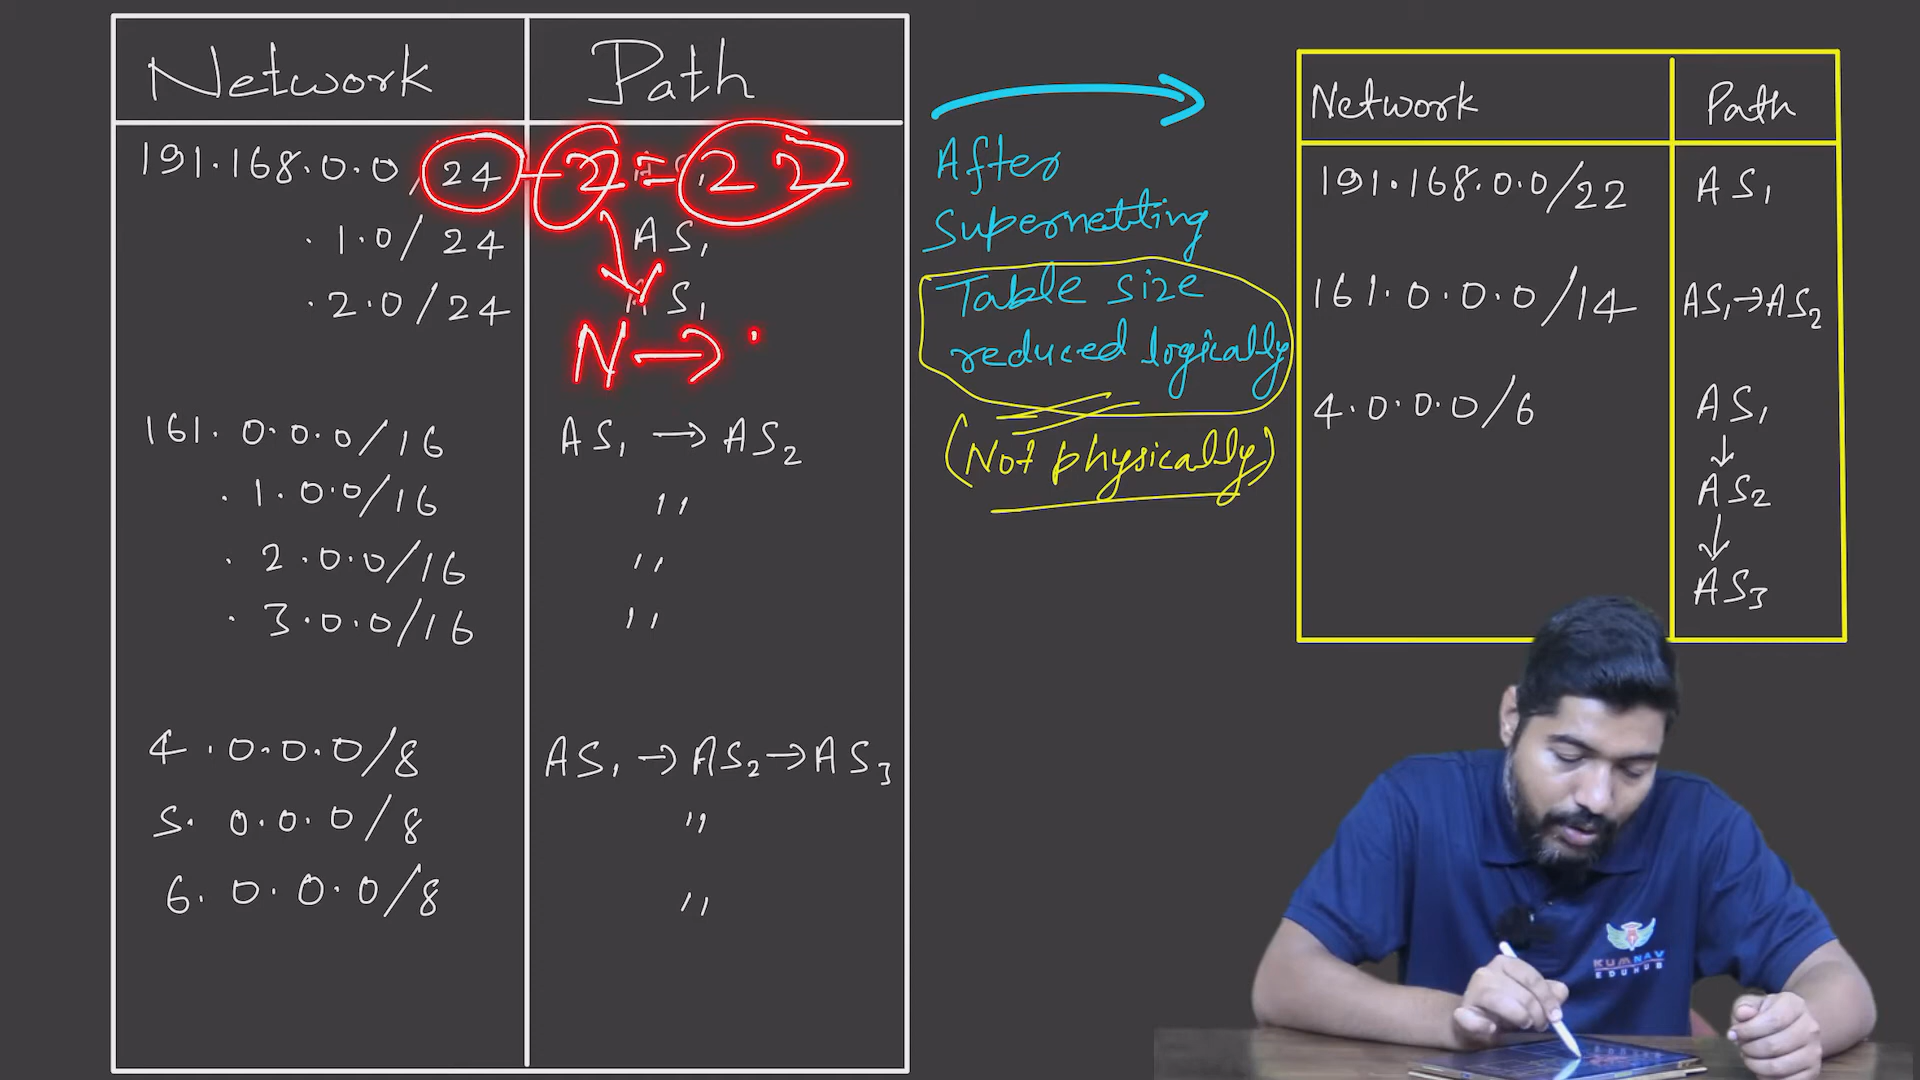 Network Path
191.168.0.0/24 - 2 = 22
.1.0/24 AS1
.2.0/24 AS1
N → '
161.0.0.0/16 AS1 → AS2
.1.0.0/16 ''
.2.0.0/16 ''
.3.0.0/16 ''
4.0.0.0/8 AS1 → AS2 → AS3
5.0.0.0/8 ''
6.0.0.0/8 ''
After
Supernetting
Table size
reduced logically
(Not physically)
Network Path
191.168.0.0/22 AS1
161.0.0.0/14 AS1→AS2
4.0.0.0/6 AS1
↓
AS2
↓
AS3
KUMNAV
EDUHUB